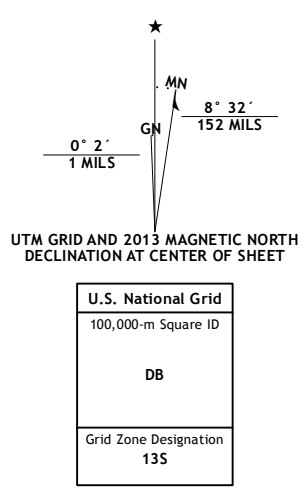 ★
MN
GN
8° 32´
152 MILS
0° 2´
1 MILS
UTM GRID AND 2013 MAGNETIC NORTH
DECLINATION AT CENTER OF SHEET
U.S. National Grid
100,000-m Square ID
DB
Grid Zone Designation
13S